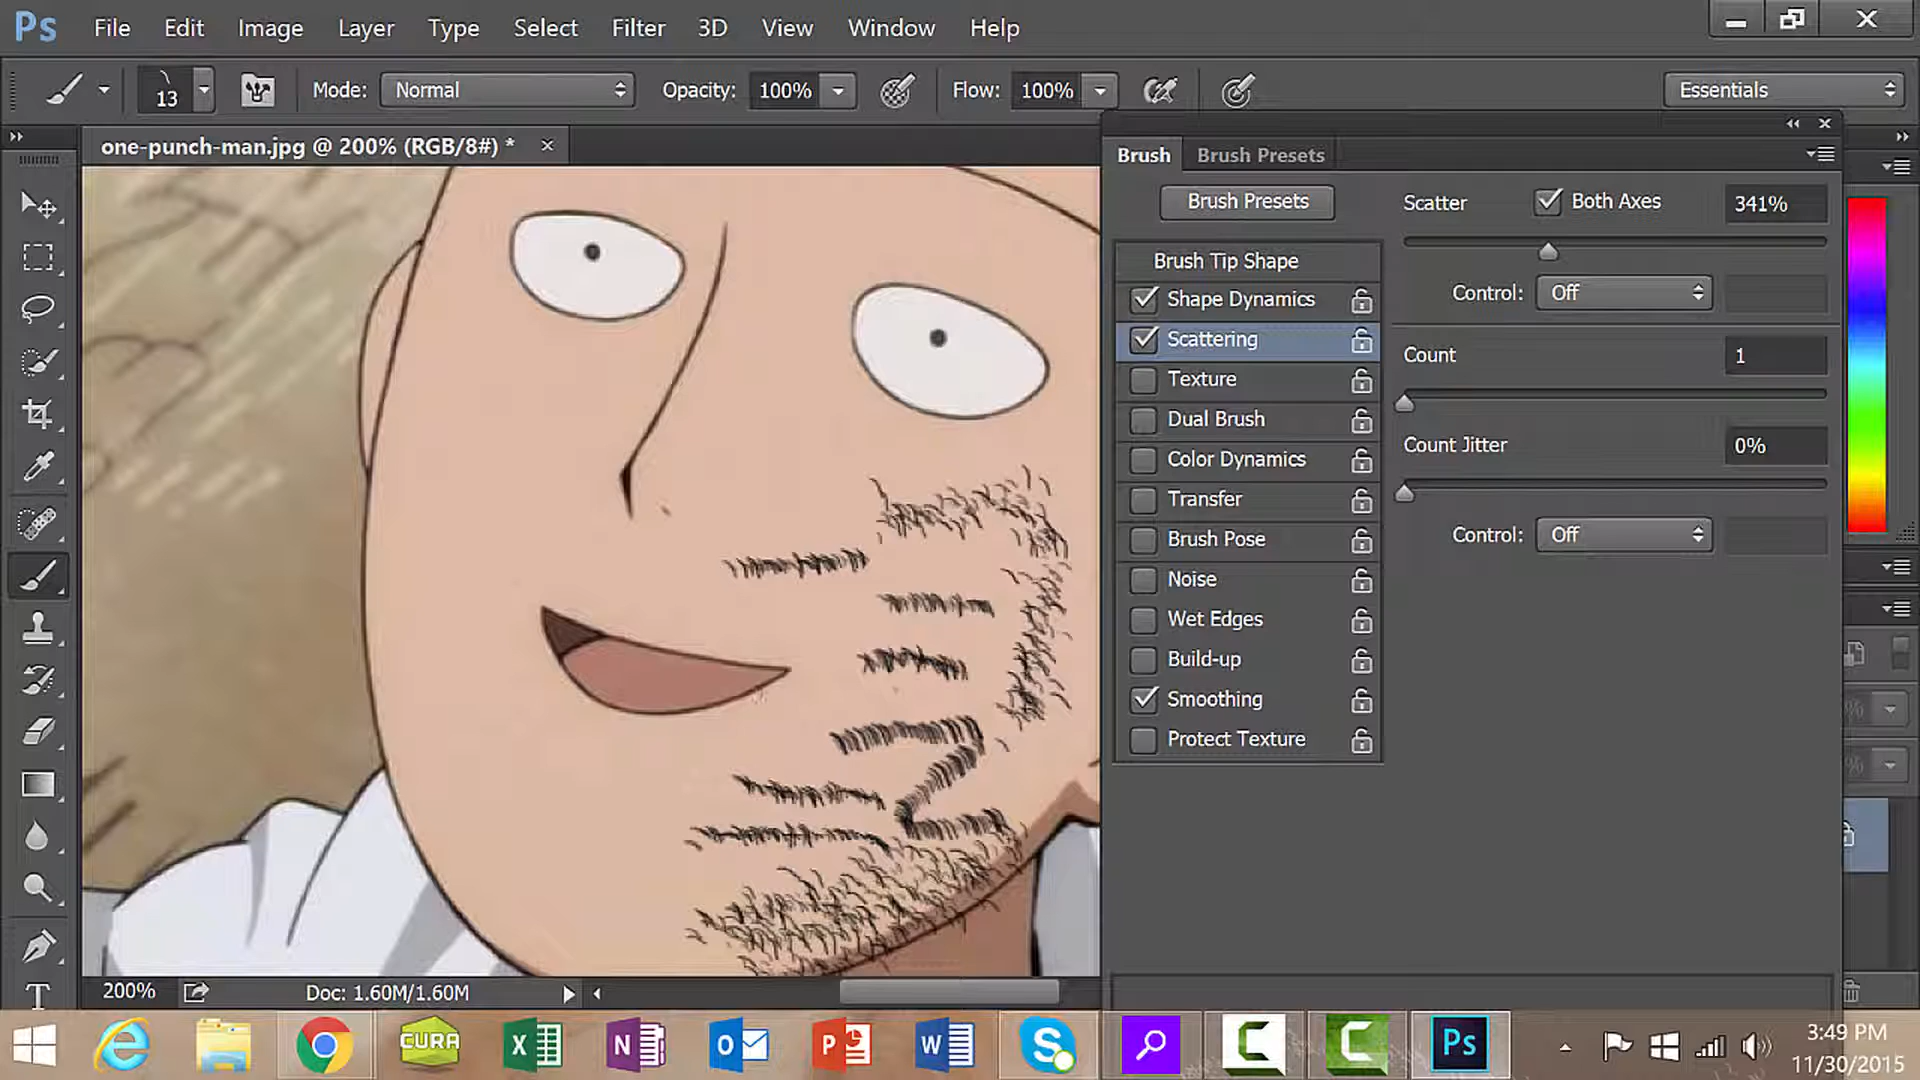 Ps File Edit Image Layer Type Select Filter 3D View Window Help
13 Mode: Normal Opacity: 100% Flow: 100% Essentials
one-punch-man.jpg @ 200% (RGB/8#) *
Brush Brush Presets
Brush Presets
Scatter Both Axes 341%
Control: Off
Brush Tip Shape
Shape Dynamics
Scattering
Texture
Dual Brush
Color Dynamics
Transfer
Brush Pose
Noise
Wet Edges
Build-up
Smoothing
Protect Texture
Count 1
Count Jitter 0%
Control: Off
%
%
T
200% Doc: 1.60M/1.60M
CURA X N O P W S C C Ps
3:49 PM
11/30/2015